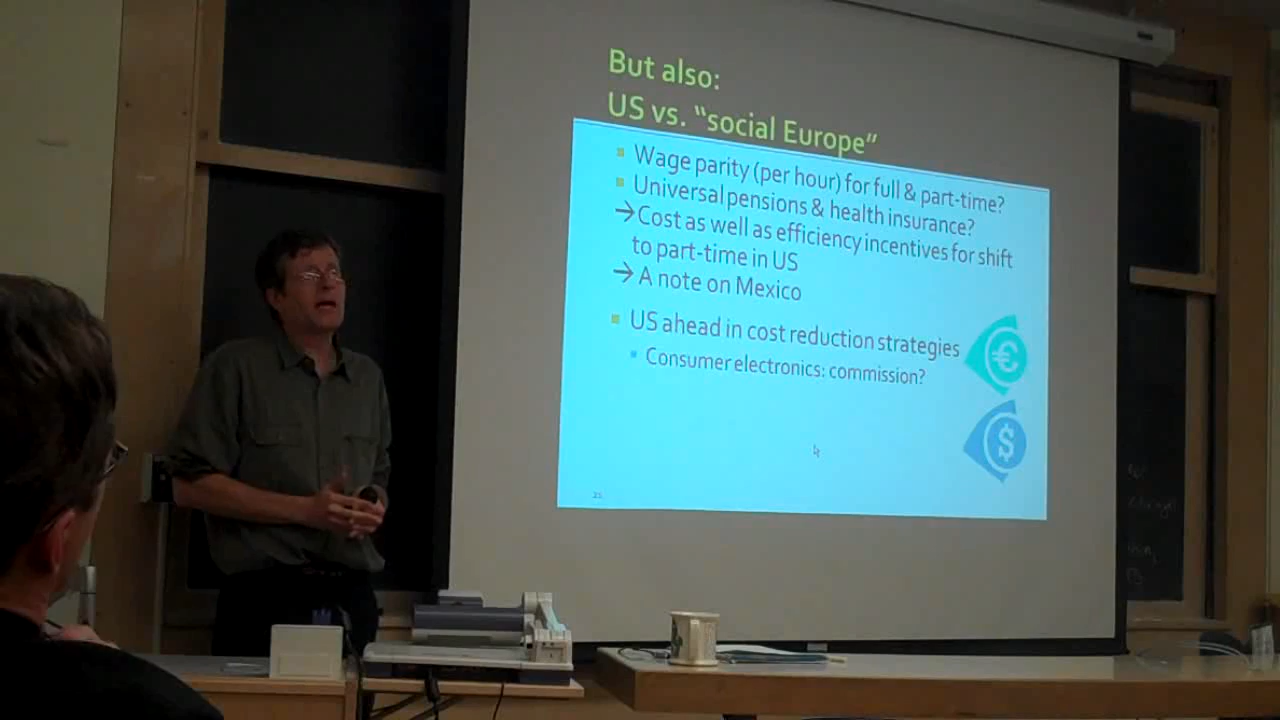 But also:
US vs. “social Europe”
Wage parity (per hour) for full & part-time?
Universal pensions & health insurance?
→Cost as well as efficiency incentives for shift
to part-time in US
→ A note on Mexico
US ahead in cost reduction strategies
Consumer electronics: commission?
€
$
21